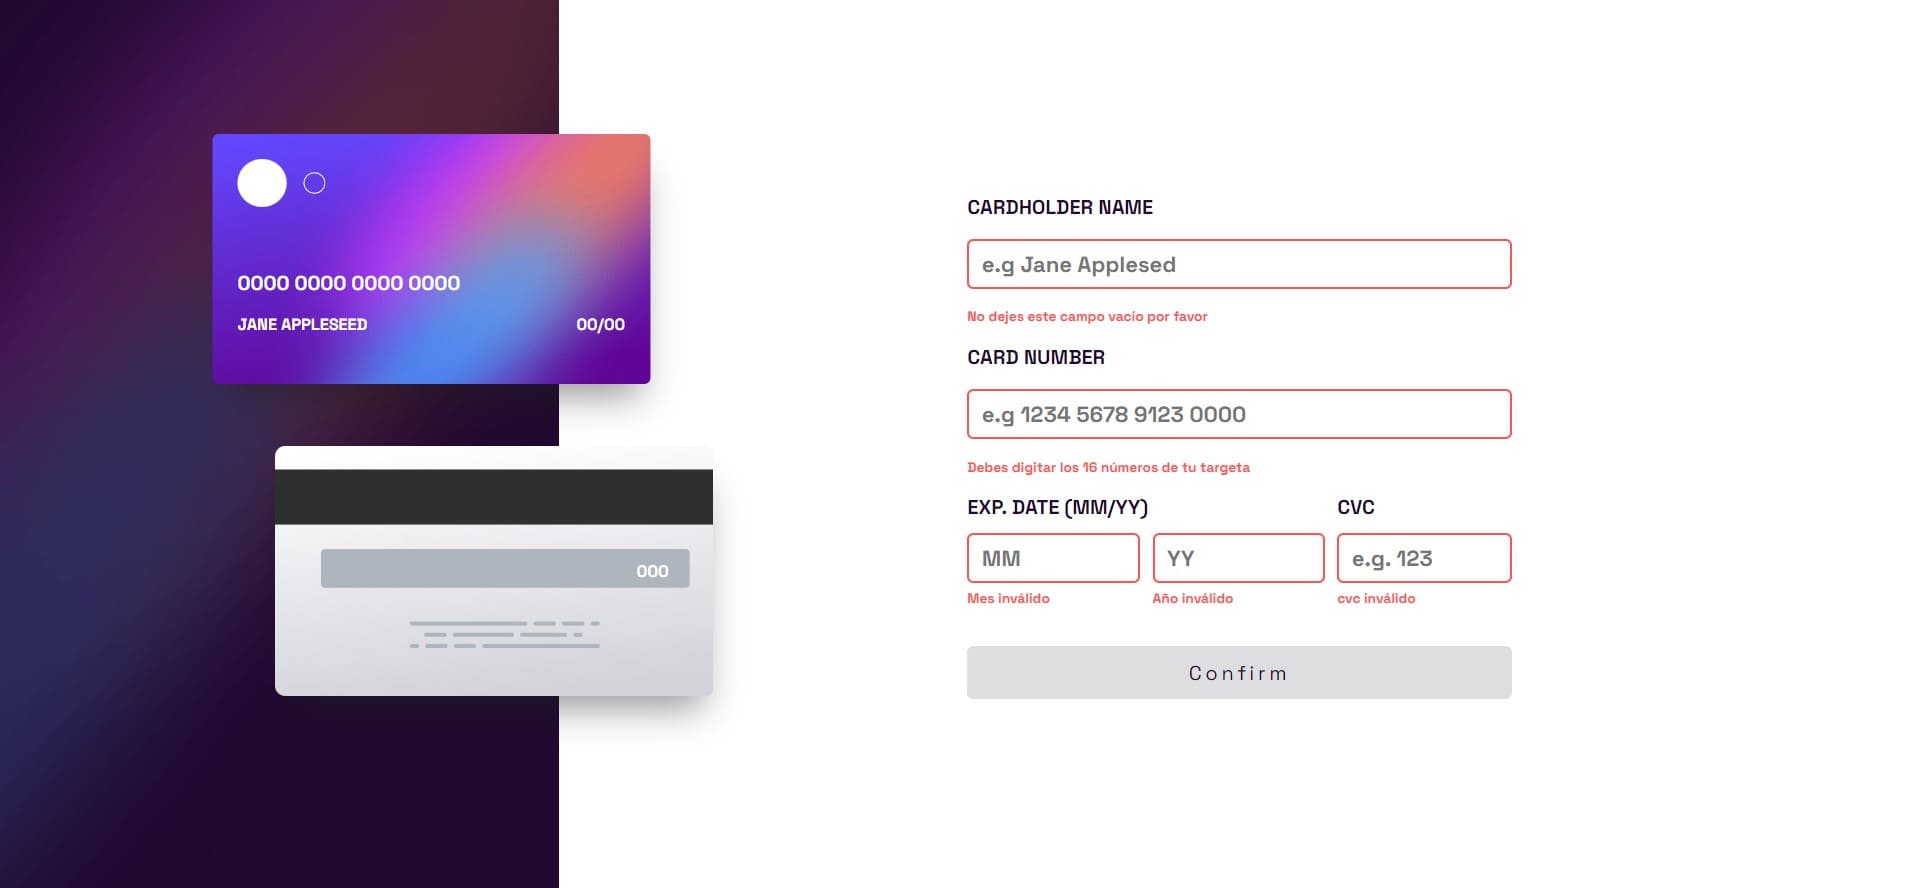 0000 0000 0000 0000
JANE APPLESEED 00/00
000
CARDHOLDER NAME
e.g Jane Applesed
No dejes este campo vacío por favor
CARD NUMBER
e.g 1234 5678 9123 0000
Debes digitar los 16 números de tu targeta
EXP. DATE (MM/YY) CVC
MM YY e.g. 123
Mes inválido Año inválido cvc inválido
Confirm